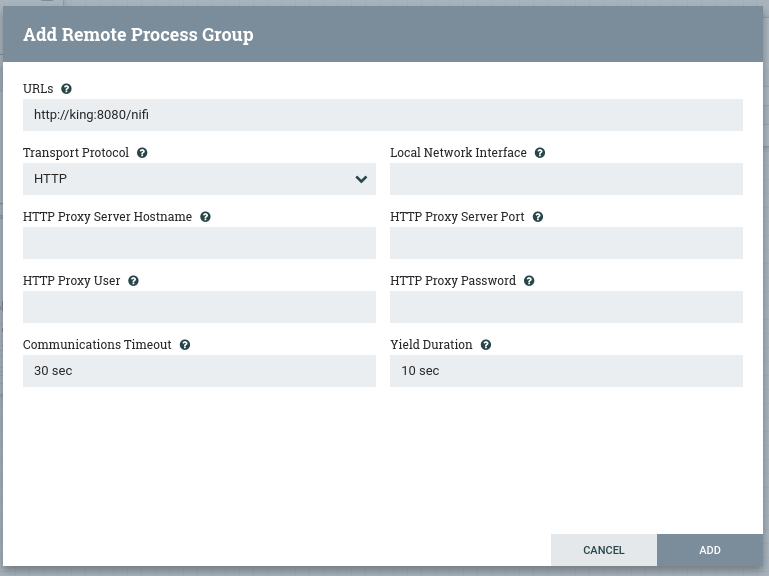 Add Remote Process Group
URLs
http://king:8080/nifi
Transport Protocol
Local Network Interface
HTTP
HTTP Proxy Server Hostname
HTTP Proxy Server Port
HTTP Proxy User
HTTP Proxy Password
Communications Timeout
Yield Duration
30 sec
10 sec
CANCEL
ADD